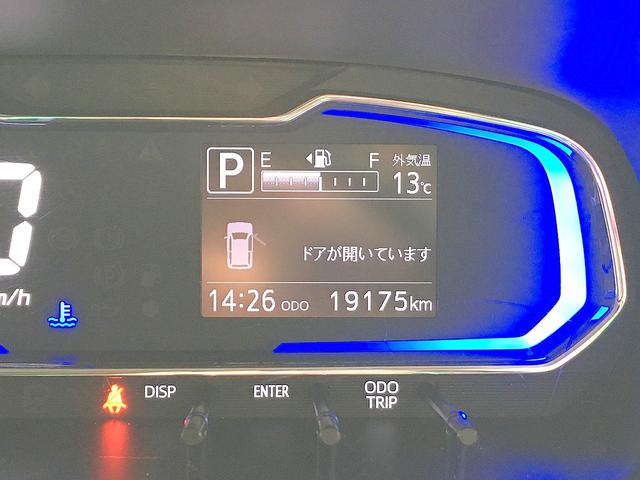 P E F 外気温
13℃
ドアが開いています
14:26 ODO 19175km
m/h
DISP ENTER ODO
TRIP